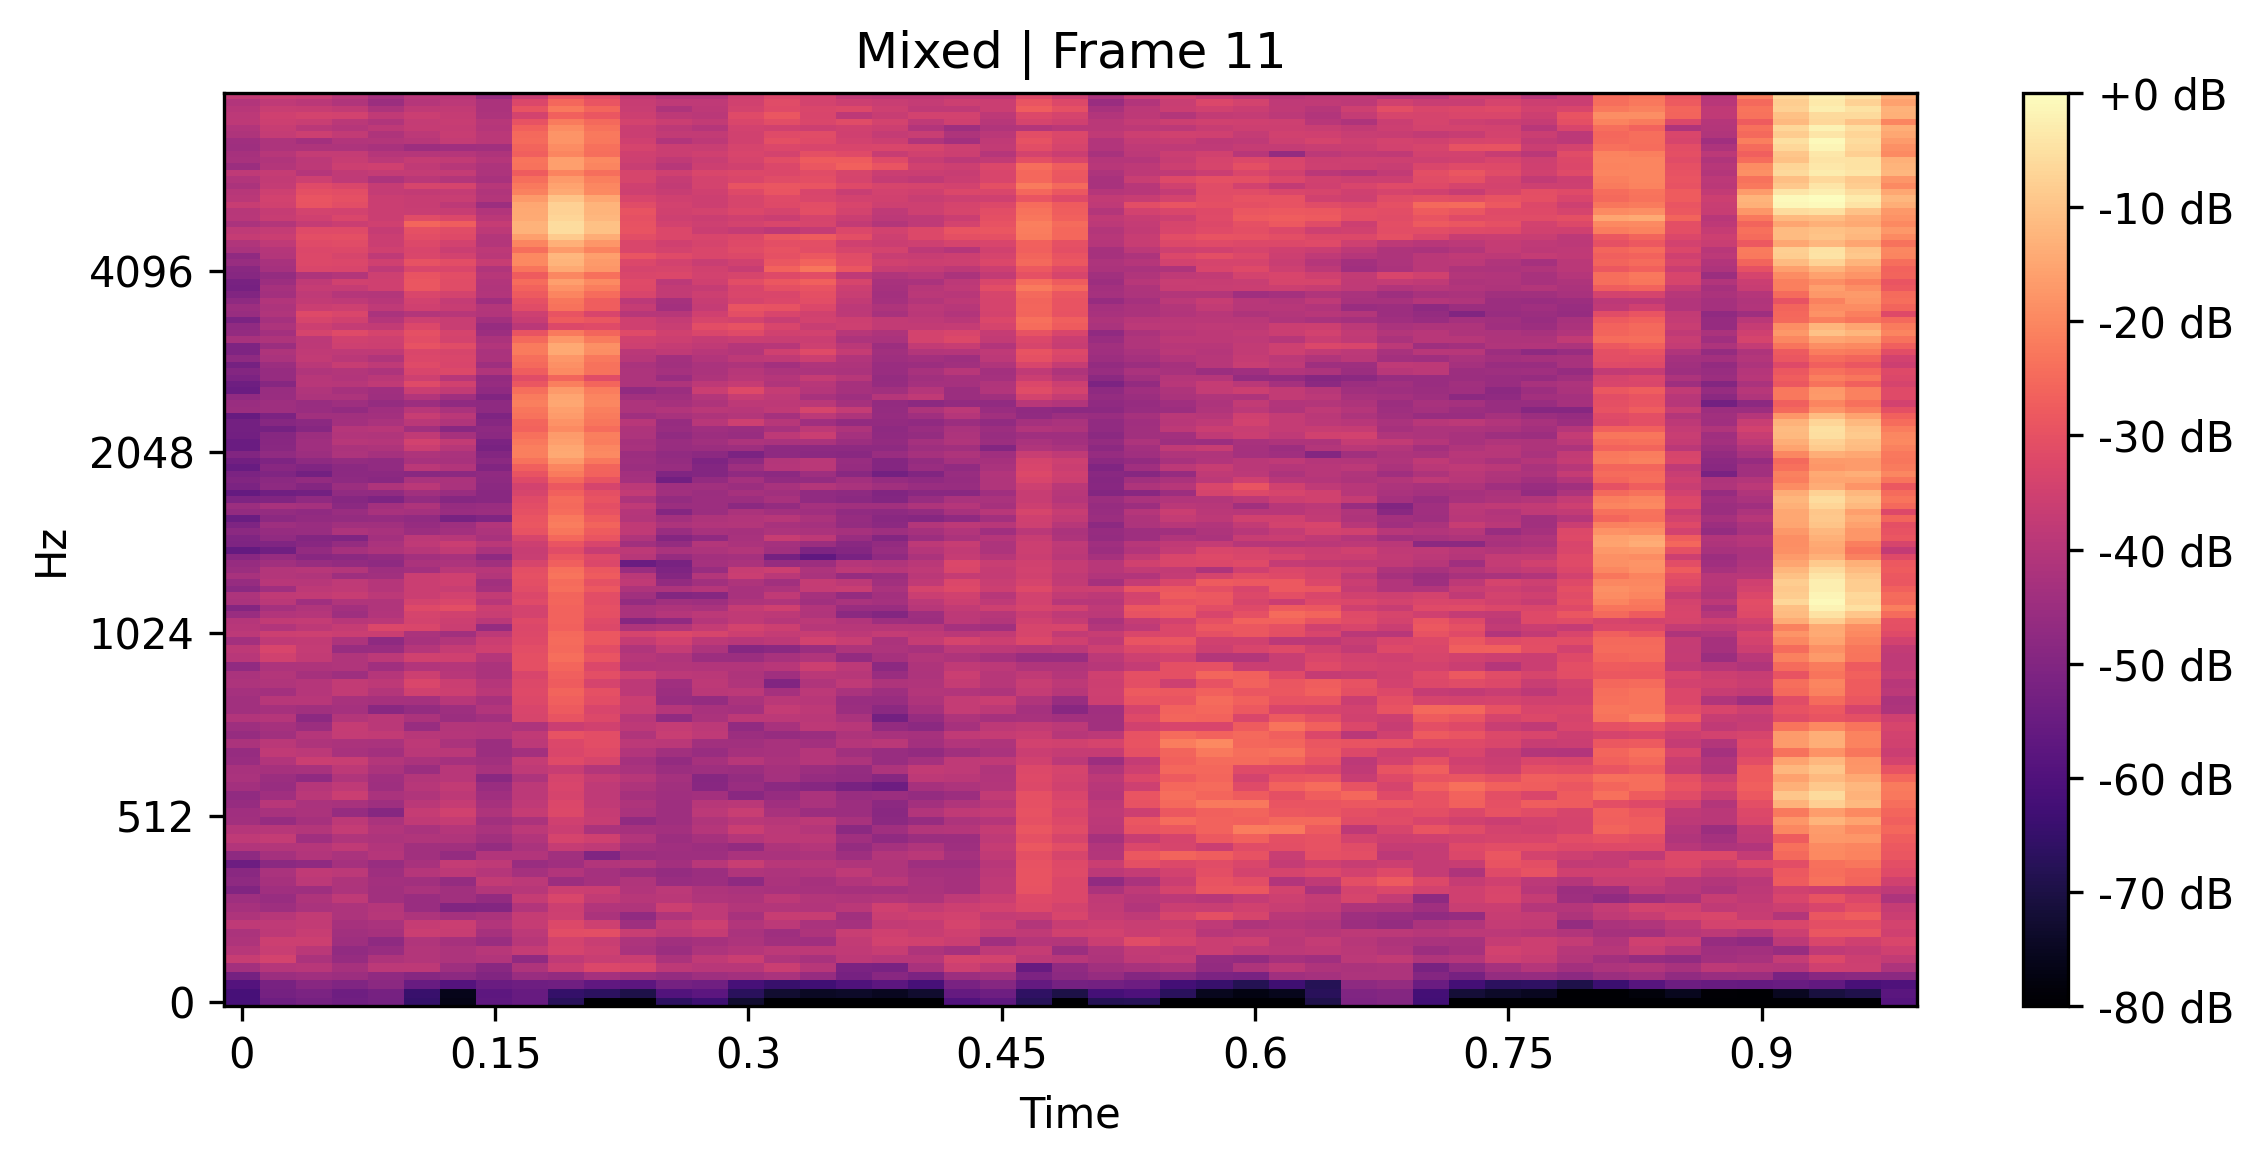 Mixed | Frame 11
Hz
4096
2048
1024
512
0
0 0.15 0.3 0.45 0.6 0.75 0.9
Time
+0 dB
-10 dB
-20 dB
-30 dB
-40 dB
-50 dB
-60 dB
-70 dB
-80 dB